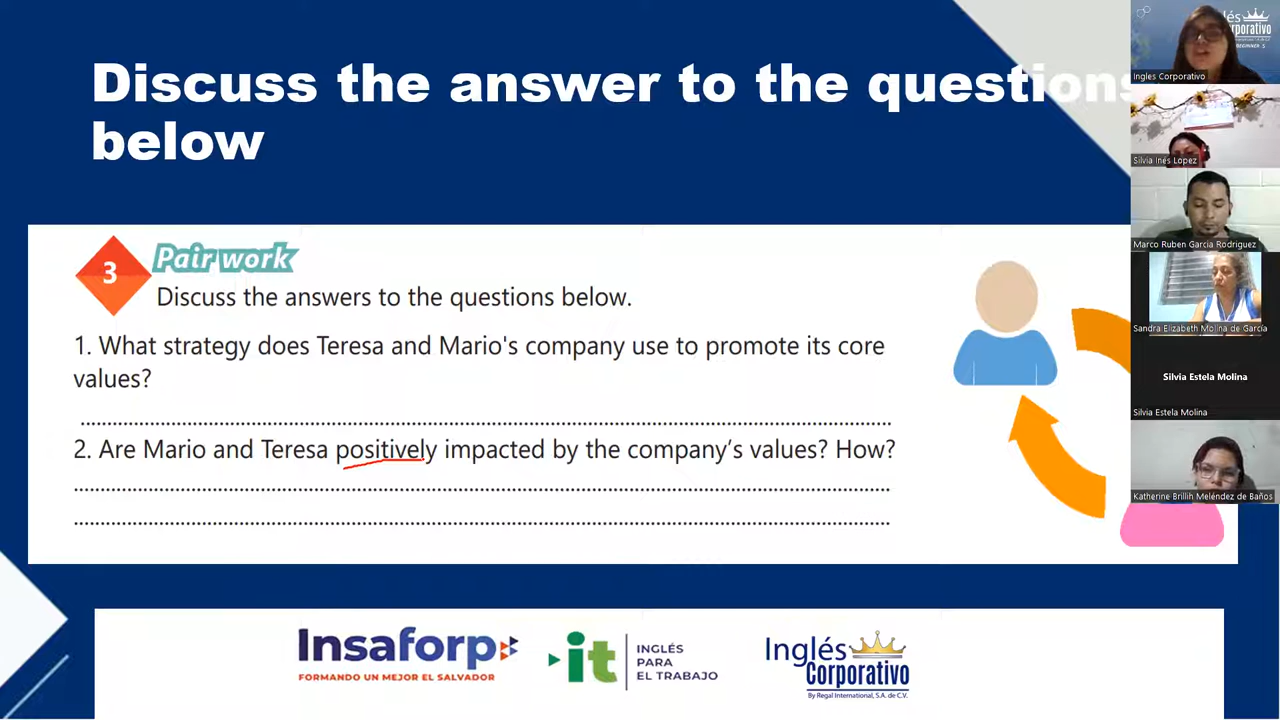 Discuss the answer to the questions
below
3
Pair work
Discuss the answers to the questions below.
1. What strategy does Teresa and Mario's company use to promote its core
values?
2. Are Mario and Teresa positively impacted by the company's values? How?
Insaforp
FORMANDO UN MEJOR EL SALVADOR
it
INGLÉS
PARA
EL TRABAJO
Inglés
Corporativo
By Regal International, S.A. de C.V.
Ingles Corporativo
Silvia Inés Lopez
Marco Ruben Garcia Rodriguez
Sandra Elizabeth Molina de García
Silvia Estela Molina
Silvia Estela Molina
Katherine Brillih Meléndez de Baños